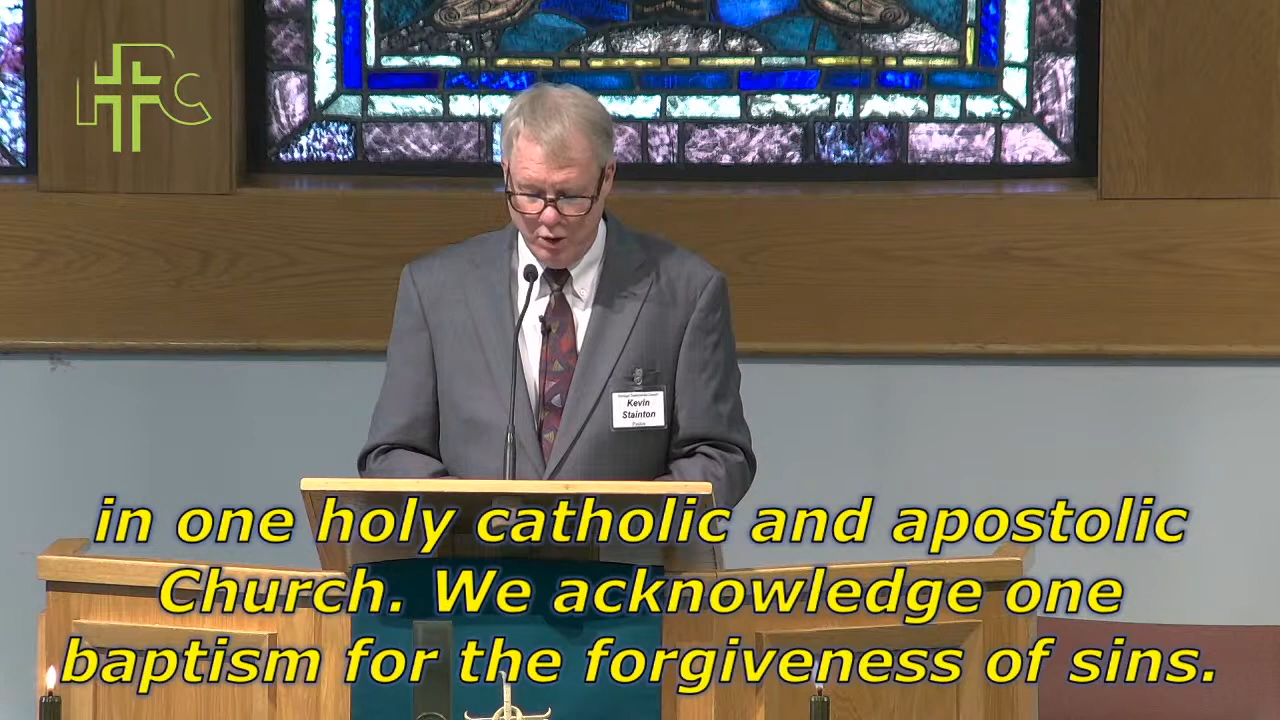 HPC
Kevin
Stainton
Pastor
in one holy catholic and apostolic
Church. We acknowledge one
baptism for the forgiveness of sins.